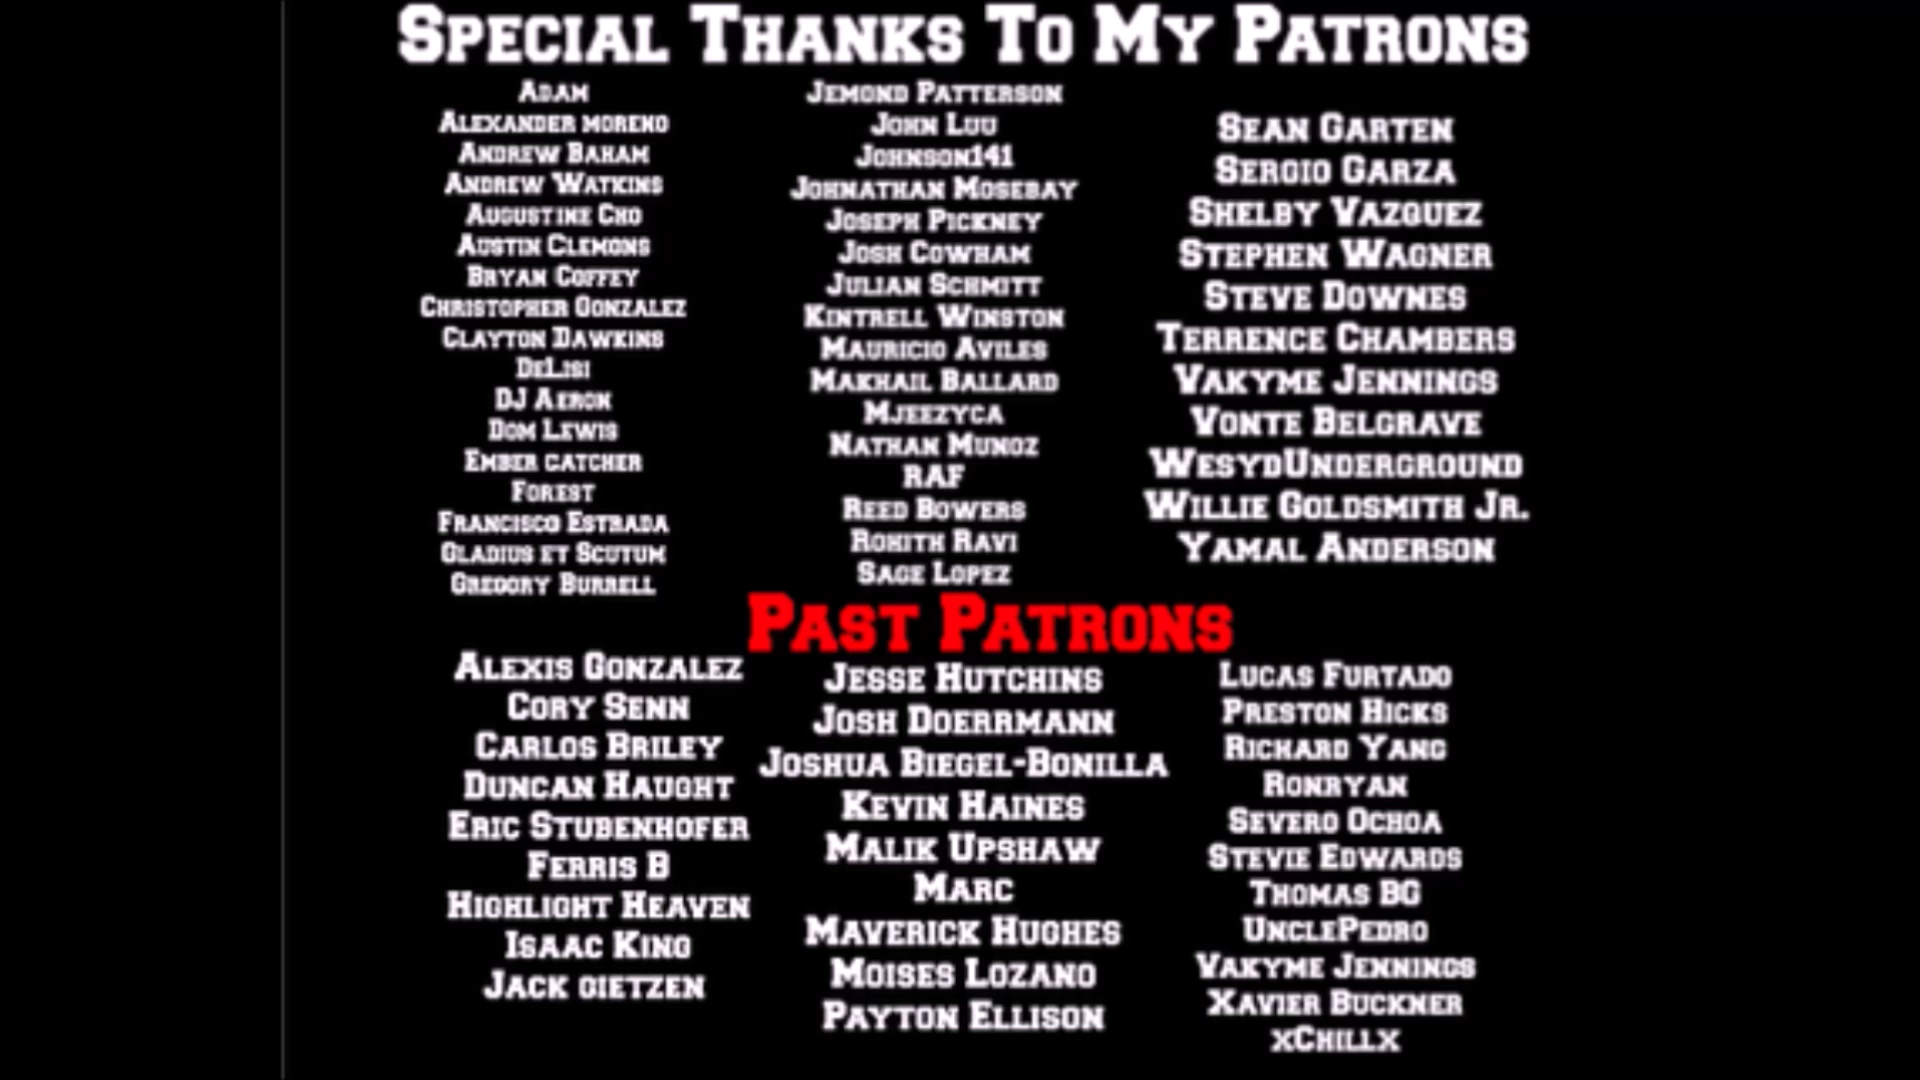 Special Thanks To My Patrons
Adam
Alexander moreno
Andrew Baham
Andrew Watkins
Augustine Cho
Austin Clemons
Bryan Coffey
Christopher Gonzalez
Clayton Dawkins
DeLisi
DJ Aeron
Dom Lewis
Ember catcher
Forest
Francisco Estrada
Gladius et Scutum
Gregory Burrell
Jemond Patterson
John Luu
Johnson141
Johnathan Mosebay
Joseph Pickney
Josh Cowham
Julian Schmitt
Kintrell Winston
Mauricio Aviles
Makhail Ballard
Mjeezyca
Nathan Munoz
RAF
Reed Bowers
Rohith Ravi
Sage Lopez
Sean Garten
Sergio Garza
Shelby Vazquez
Stephen Wagner
Steve Downes
Terrence Chambers
Vakyme Jennings
Vonte Belgrave
WesydUnderground
Willie Goldsmith Jr.
Yamal Anderson
Past Patrons
Alexis Gonzalez
Cory Senn
Carlos Briley
Duncan Haught
Eric Stubenhofer
Ferris B
Highlight Heaven
Isaac King
Jack gietzen
Jesse Hutchins
Josh Doerrmann
Joshua Biegel-Bonilla
Kevin Haines
Malik Upshaw
Marc
Maverick Hughes
Moises Lozano
Payton Ellison
Lucas Furtado
Preston Hicks
Richard Yang
Ronryan
Severo Ochoa
Stevie Edwards
Thomas BG
UnclePedro
Vakyme Jennings
Xavier Buckner
xChillx